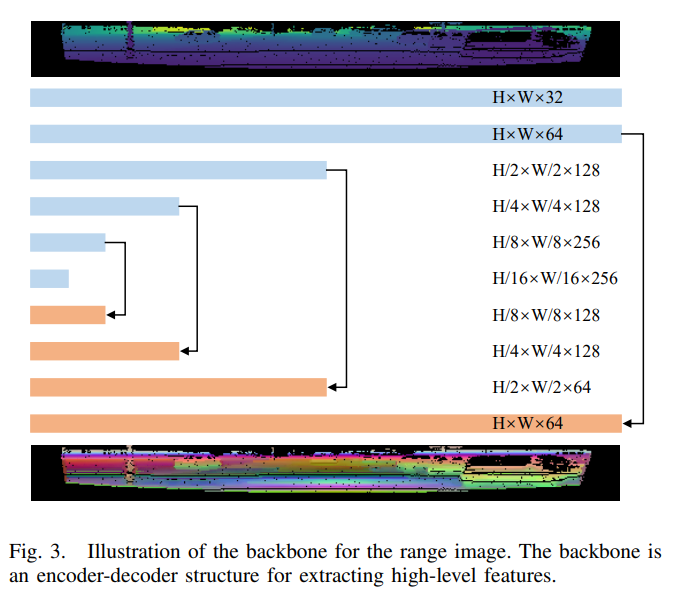 H×W×32
H×W×64
H/2×W/2×128
H/4×W/4×128
H/8×W/8×256
H/16×W/16×256
H/8×W/8×128
H/4×W/4×128
H/2×W/2×64
H×W×64
Fig. 3. Illustration of the backbone for the range image. The backbone is
an encoder-decoder structure for extracting high-level features.